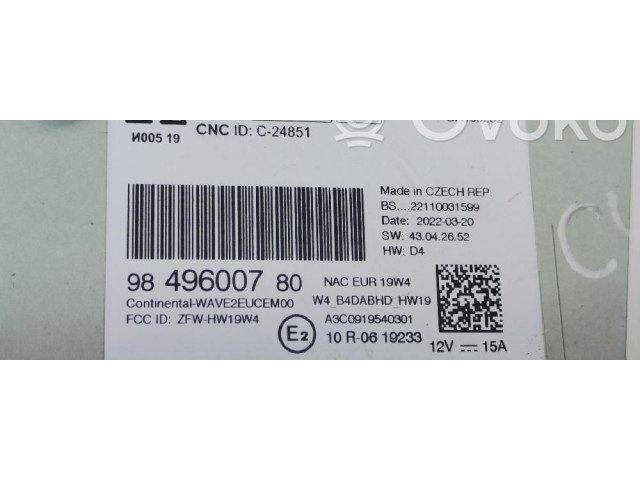 OVOKO
И005 19
CNC ID: C-24851
Made in CZECH REP.
BS....22110031599
Date: 2022-03-20
SW: 43.04.26.52
HW: D4
98 496007 80
NAC EUR 19W4
Continental-WAVE2EUCEM00
W4_B4DABHD_HW19
FCC ID: ZFW-HW19W4
E2
A3C0919540301
10 R-06 19233
12V ⎓ 15A